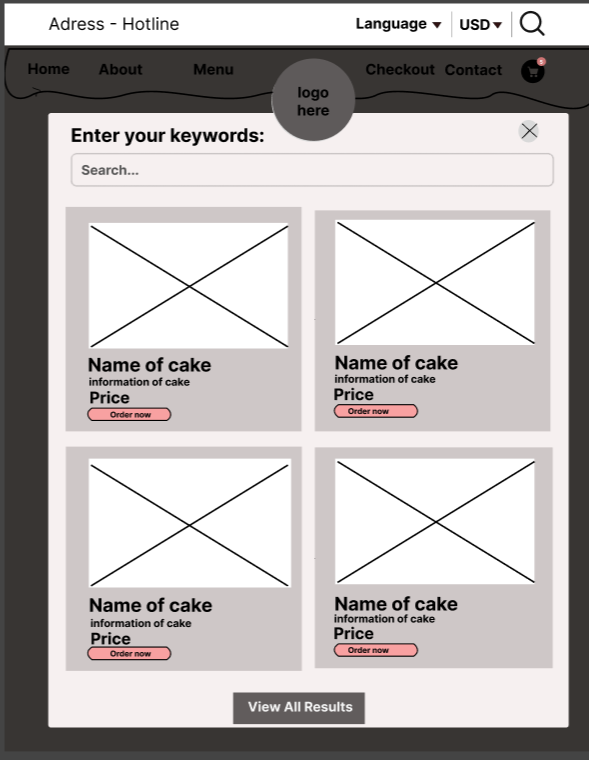 Adress - Hotline
Language
USD
Home
About
Menu
logo
here
Checkout
Contact
Enter your keywords:
Search...
Name of cake
information of cake
Price
Order now
Name of cake
information of cake
Price
Order now
Name of cake
information of cake
Price
Order now
Name of cake
information of cake
Price
Order now
View All Results